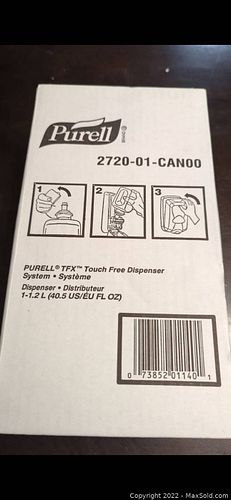 Purell
2720-01-CAN00
1
2
3
PURELL® TFX™ Touch Free Dispenser
System • Système
Dispenser • Distributeur
1-1.2 L (40.5 US/ÉU FL OZ)
0 73852 01140 1
Copyright © 2022 - MaxSold.com